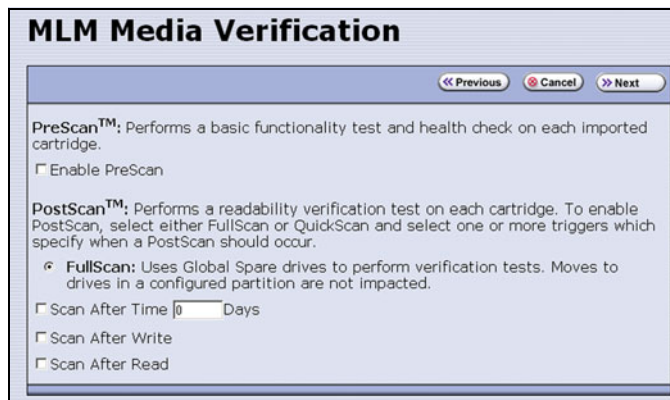 MLM Media Verification
Previous
Cancel
Next
PreScan™: Performs a basic functionality test and health check on each imported
cartridge.
Enable PreScan
PostScan™: Performs a readability verification test on each cartridge. To enable
PostScan, select either FullScan or QuickScan and select one or more triggers which
specify when a PostScan should occur.
FullScan: Uses Global Spare drives to perform verification tests. Moves to
drives in a configured partition are not impacted.
Scan After Time 0 Days
Scan After Write
Scan After Read